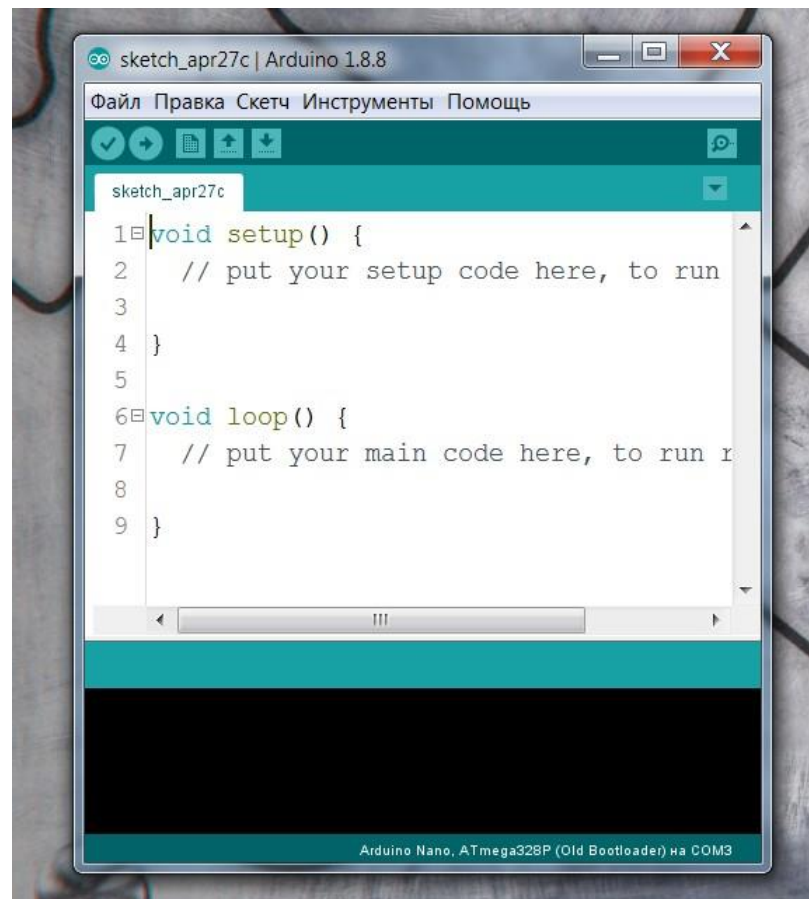 sketch_apr27c | Arduino 1.8.8
Файл Правка Скетч Инструменты Помощь
sketch_apr27c
1 void setup() {
2 // put your setup code here, to run
3
4 }
5
6 void loop() {
7 // put your main code here, to run r
8
9 }
Arduino Nano, ATmega328P (Old Bootloader) на COM3